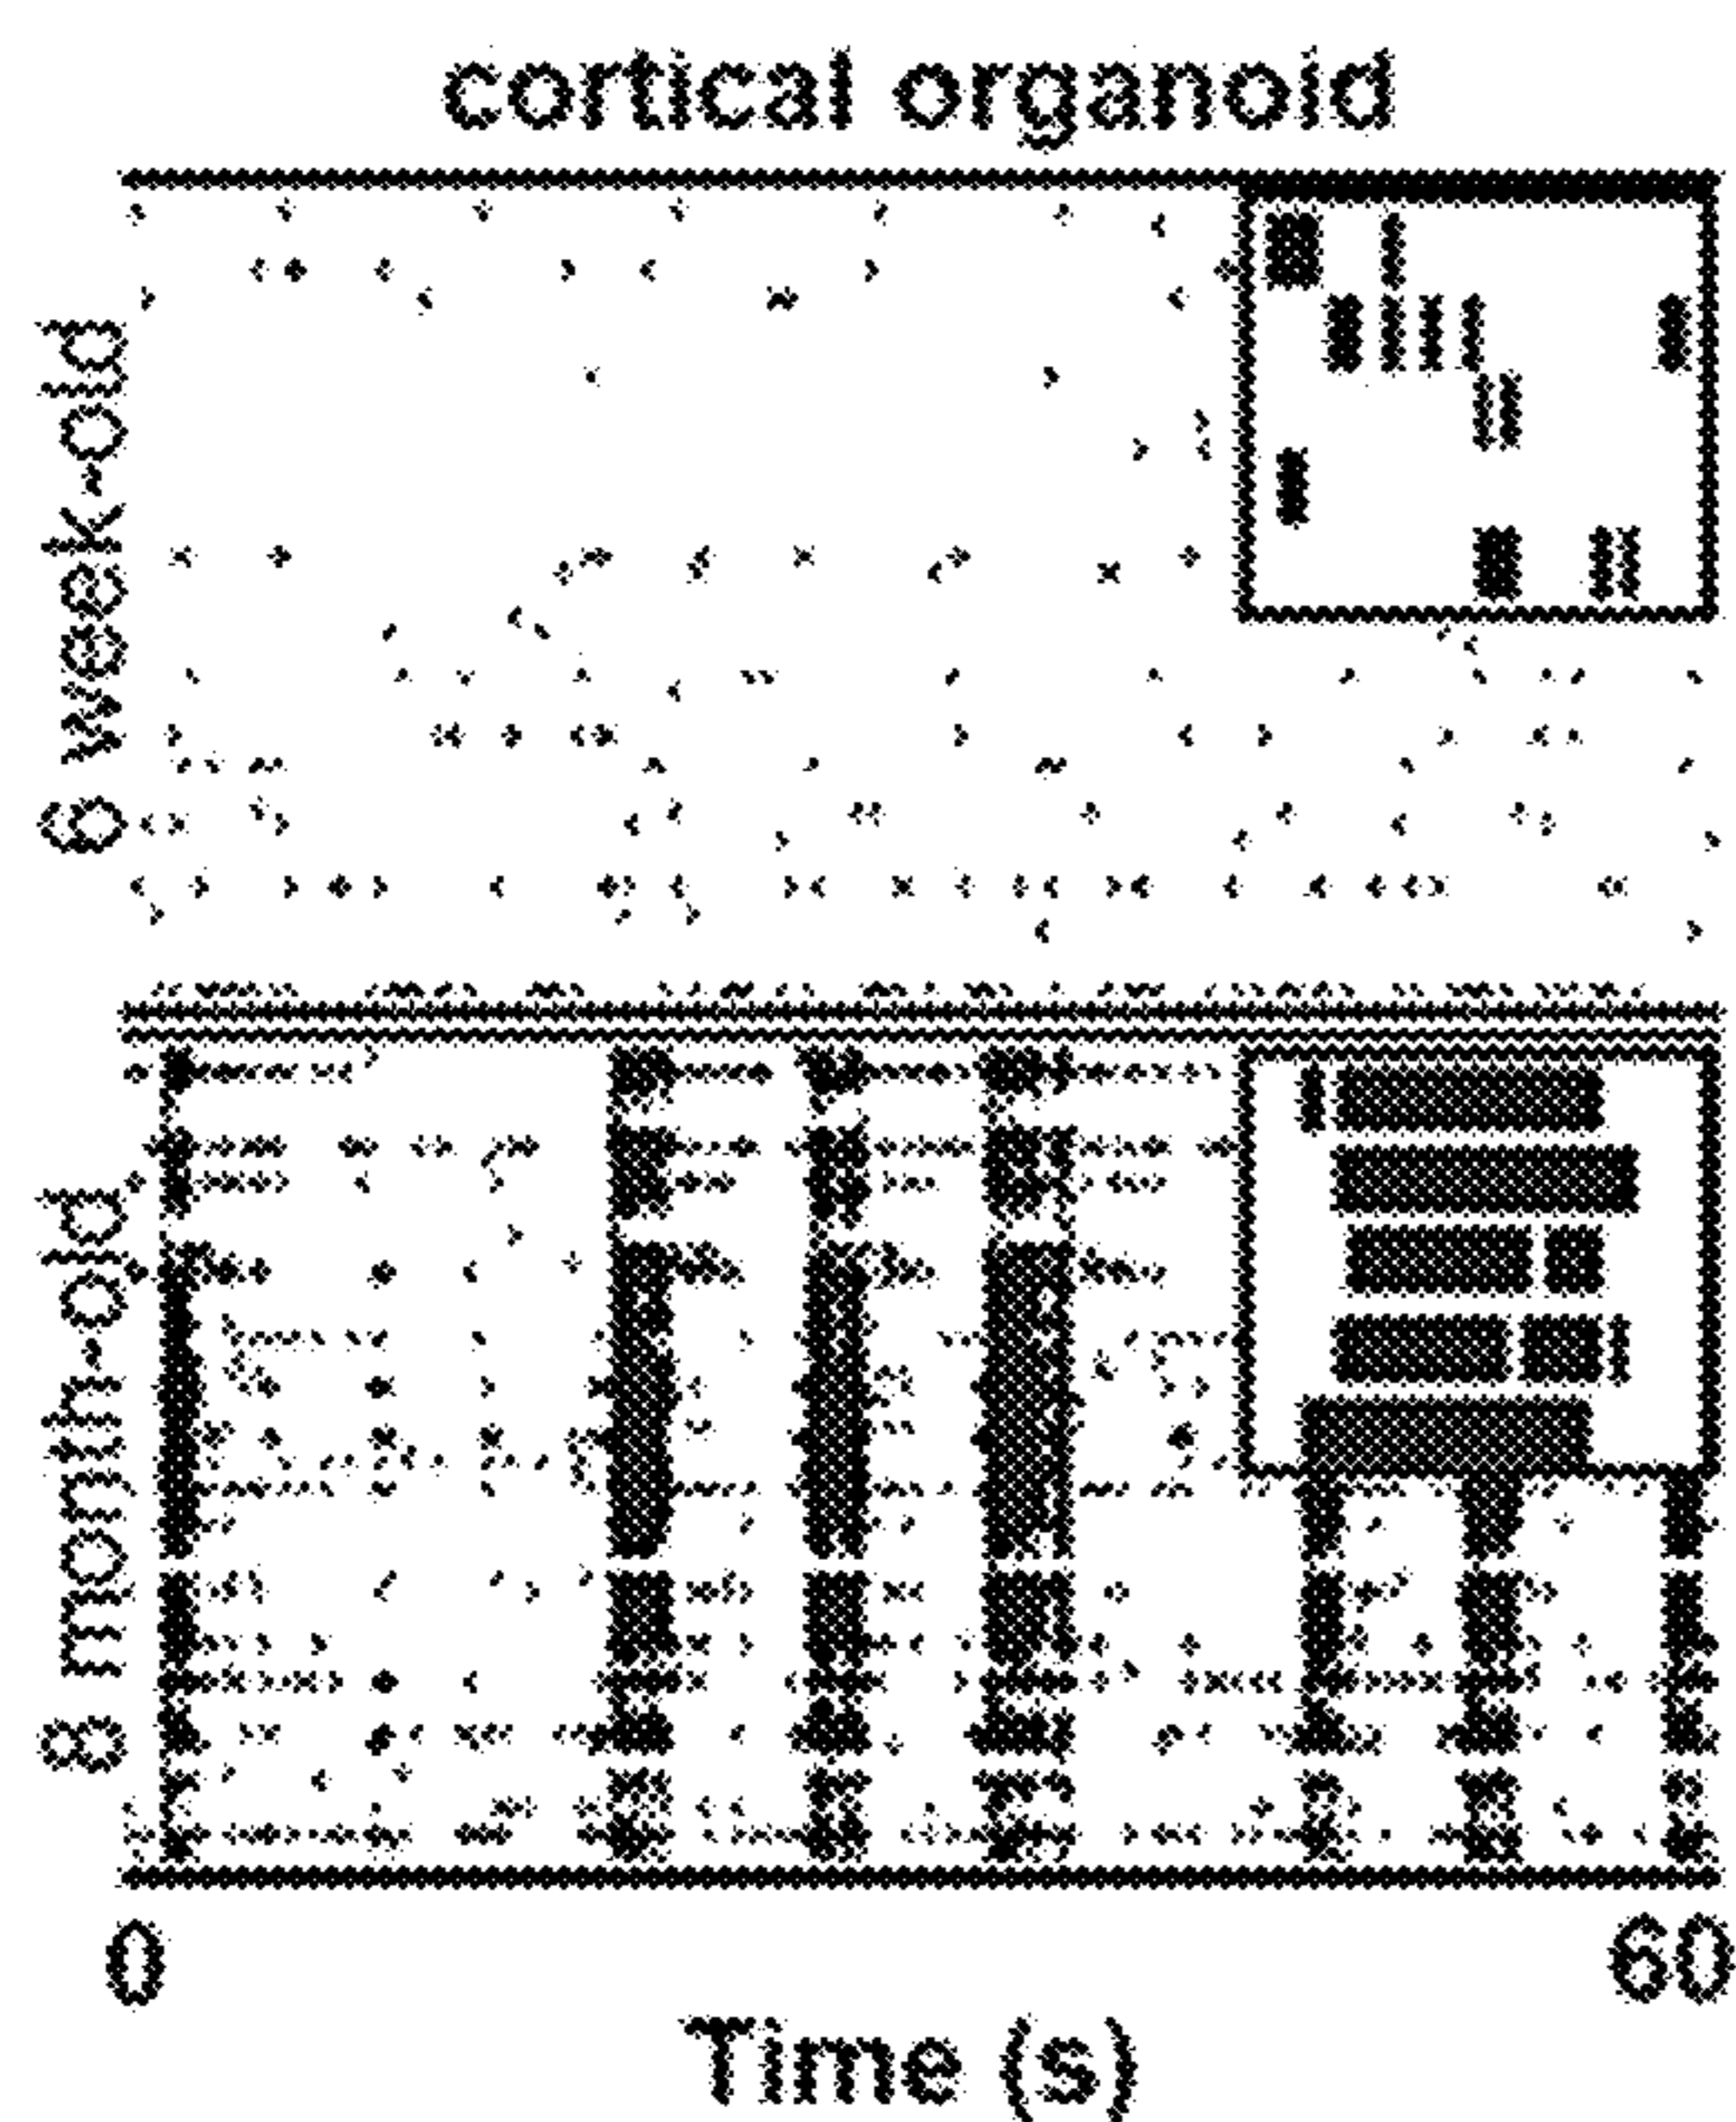 cortical organoid
6 week-old
8 month-old
0
60
Time (s)